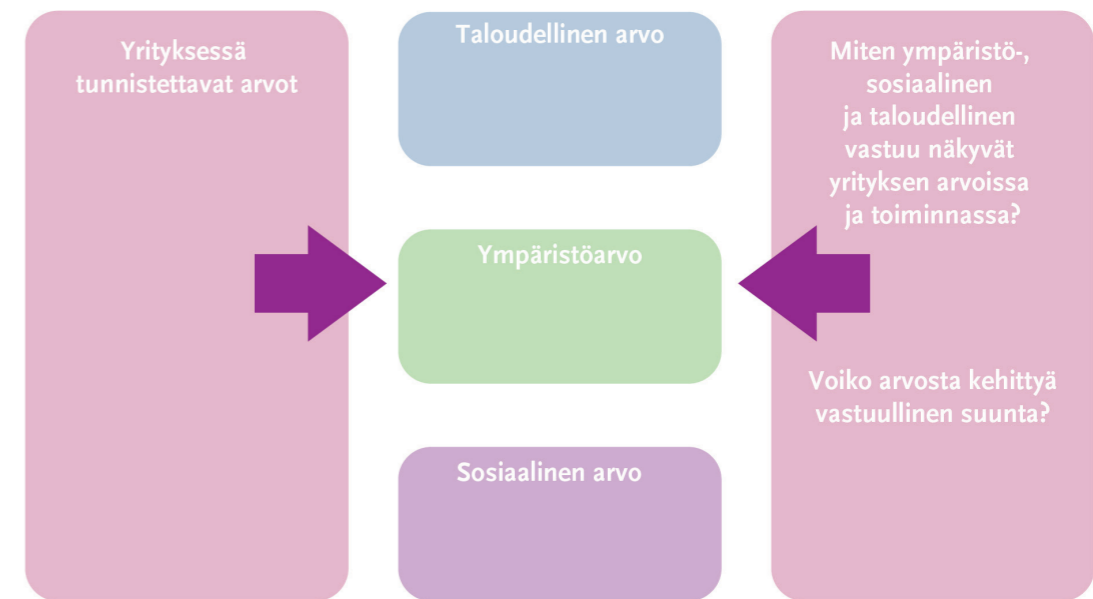 Yrityksessä
tunnistettavat arvot
Taloudellinen arvo
Ympäristöarvo
Sosiaalinen arvo
Miten ympäristö-,
sosiaalinen
ja taloudellinen
vastuu näkyvät
yrityksen arvoissa
ja toiminnassa?
Voiko arvosta kehittyä
vastuullinen suunta?